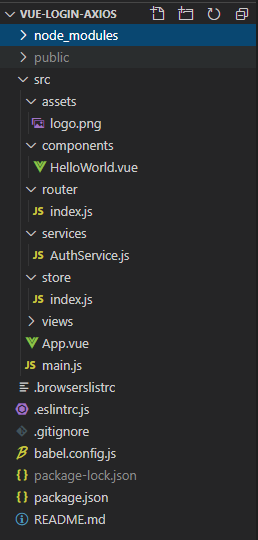 VUE-LOGIN-AXIOS
node_modules
public
src
assets
logo.png
components
HelloWorld.vue
router
JS index.js
services
JS AuthService.js
store
JS index.js
views
App.vue
JS main.js
.browserslistrc
.eslintrc.js
.gitignore
babel.config.js
package-lock.json
package.json
README.md